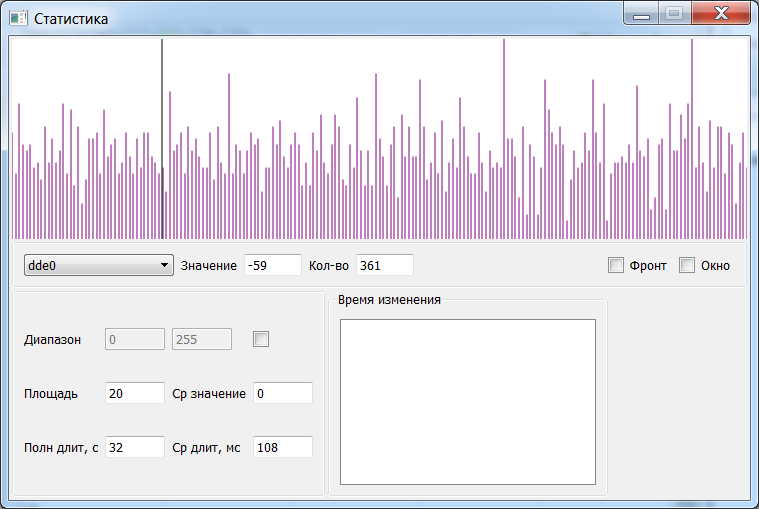 Статистика
dde0 Значение -59 Кол-во 361 Фронт Окно
Время изменения
Диапазон 0 255
Площадь 20 Ср значение 0
Полн длит, с 32 Ср длит, мс 108